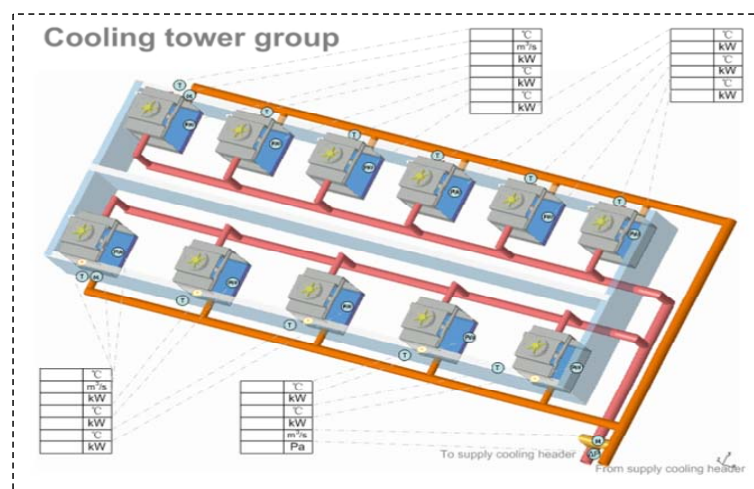 Cooling tower group
℃
m³/s
kW
℃
kW
℃
kW
℃
kW
℃
kW
℃
kW
T
T
T
T
T
T
T
T
T
T
T
℃
m³/s
kW
℃
kW
℃
kW
℃
kW
℃
kW
m³/s
Pa
To supply cooling header
From supply cooling header